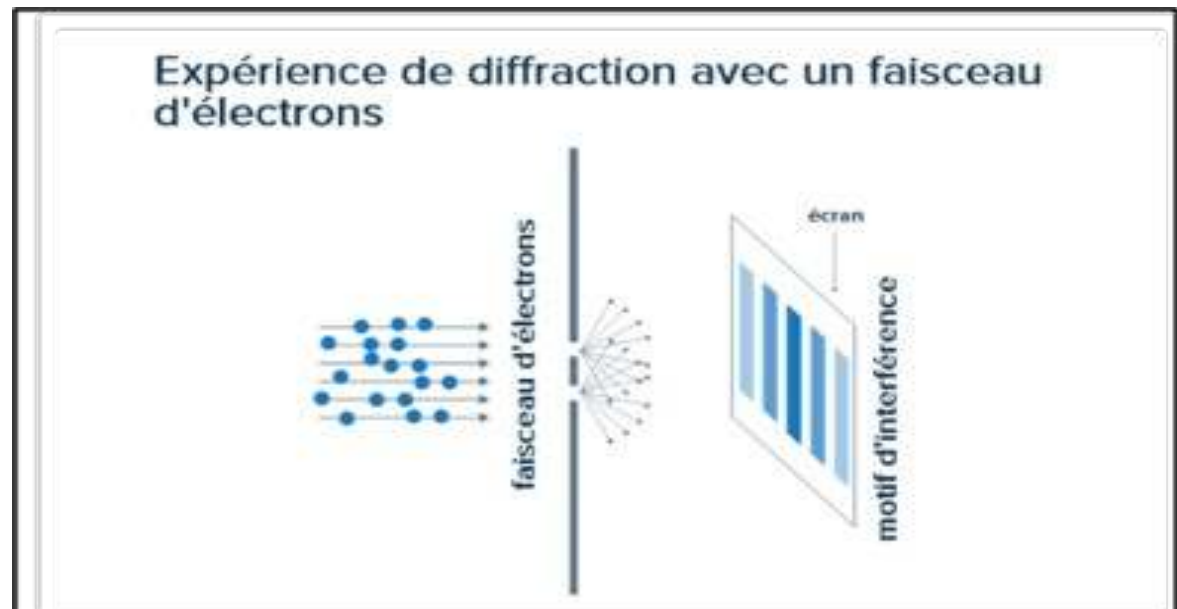 Expérience de diffraction avec un faisceau
d'électrons
faisceau d'électrons
écran
motif d'interférence